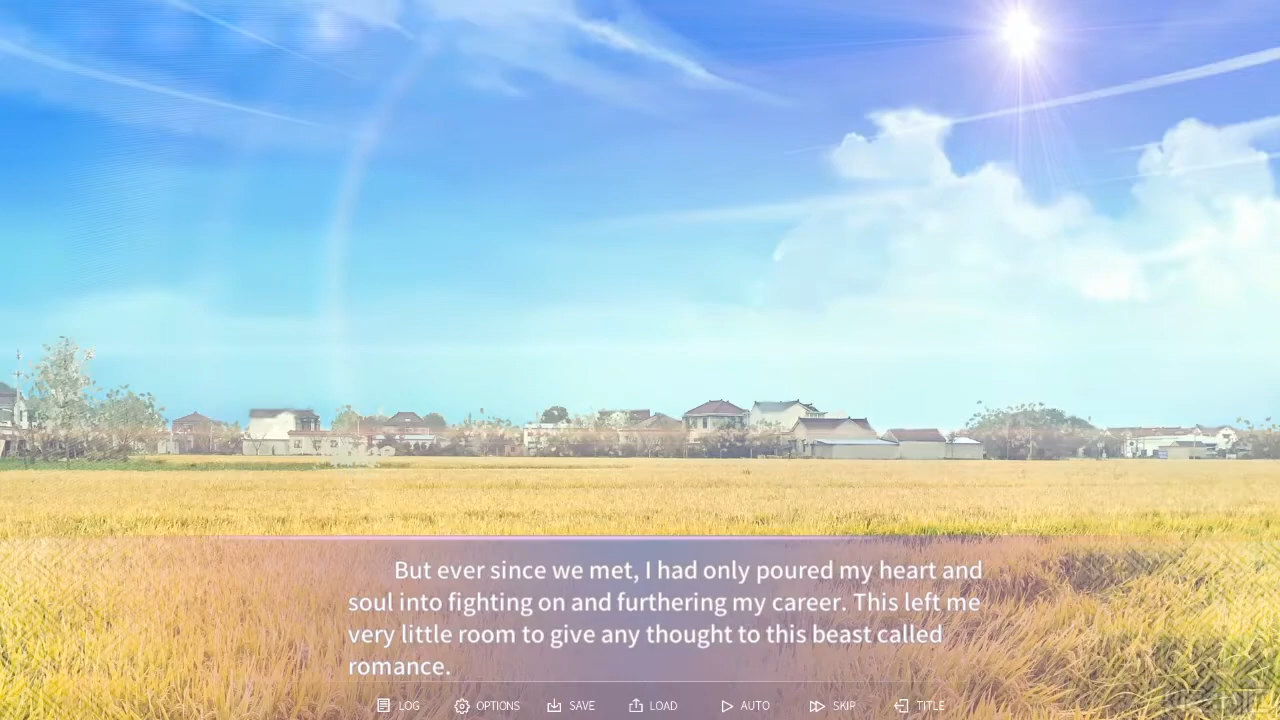 But ever since we met, I had only poured my heart and
soul into fighting on and furthering my career. This left me
very little room to give any thought to this beast called
romance.
LOG OPTIONS SAVE LOAD AUTO SKIP TITLE